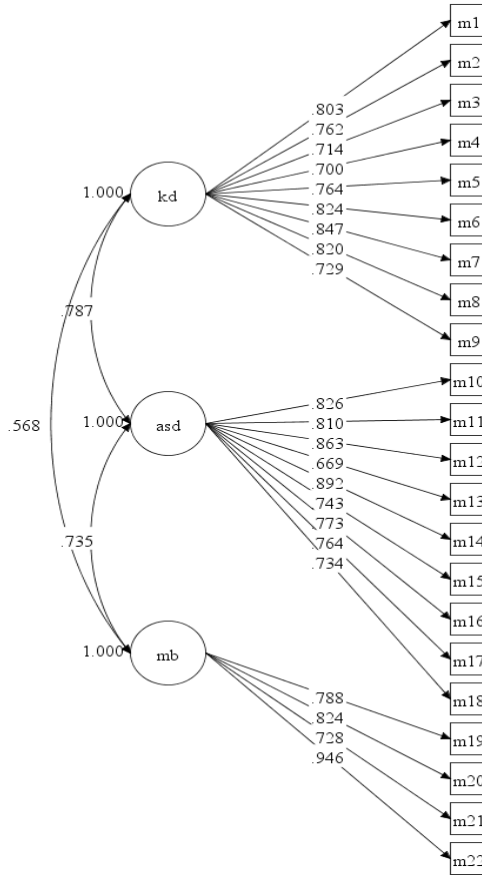 m1
m2
.803
m3
.762
.714
m4
.700
m5
.764
1.000
kd
.824
m6
.847
.820
m7
.729
m8
.787
m9
m10
.826
1.000
asd
.810
m11
.568
.863
m12
.669
.892
m13
.743
.773
m14
.735
.764
.734
m15
m16
1.000
mb
m17
.788
m18
.824
.728
m19
.946
m20
m21
m22